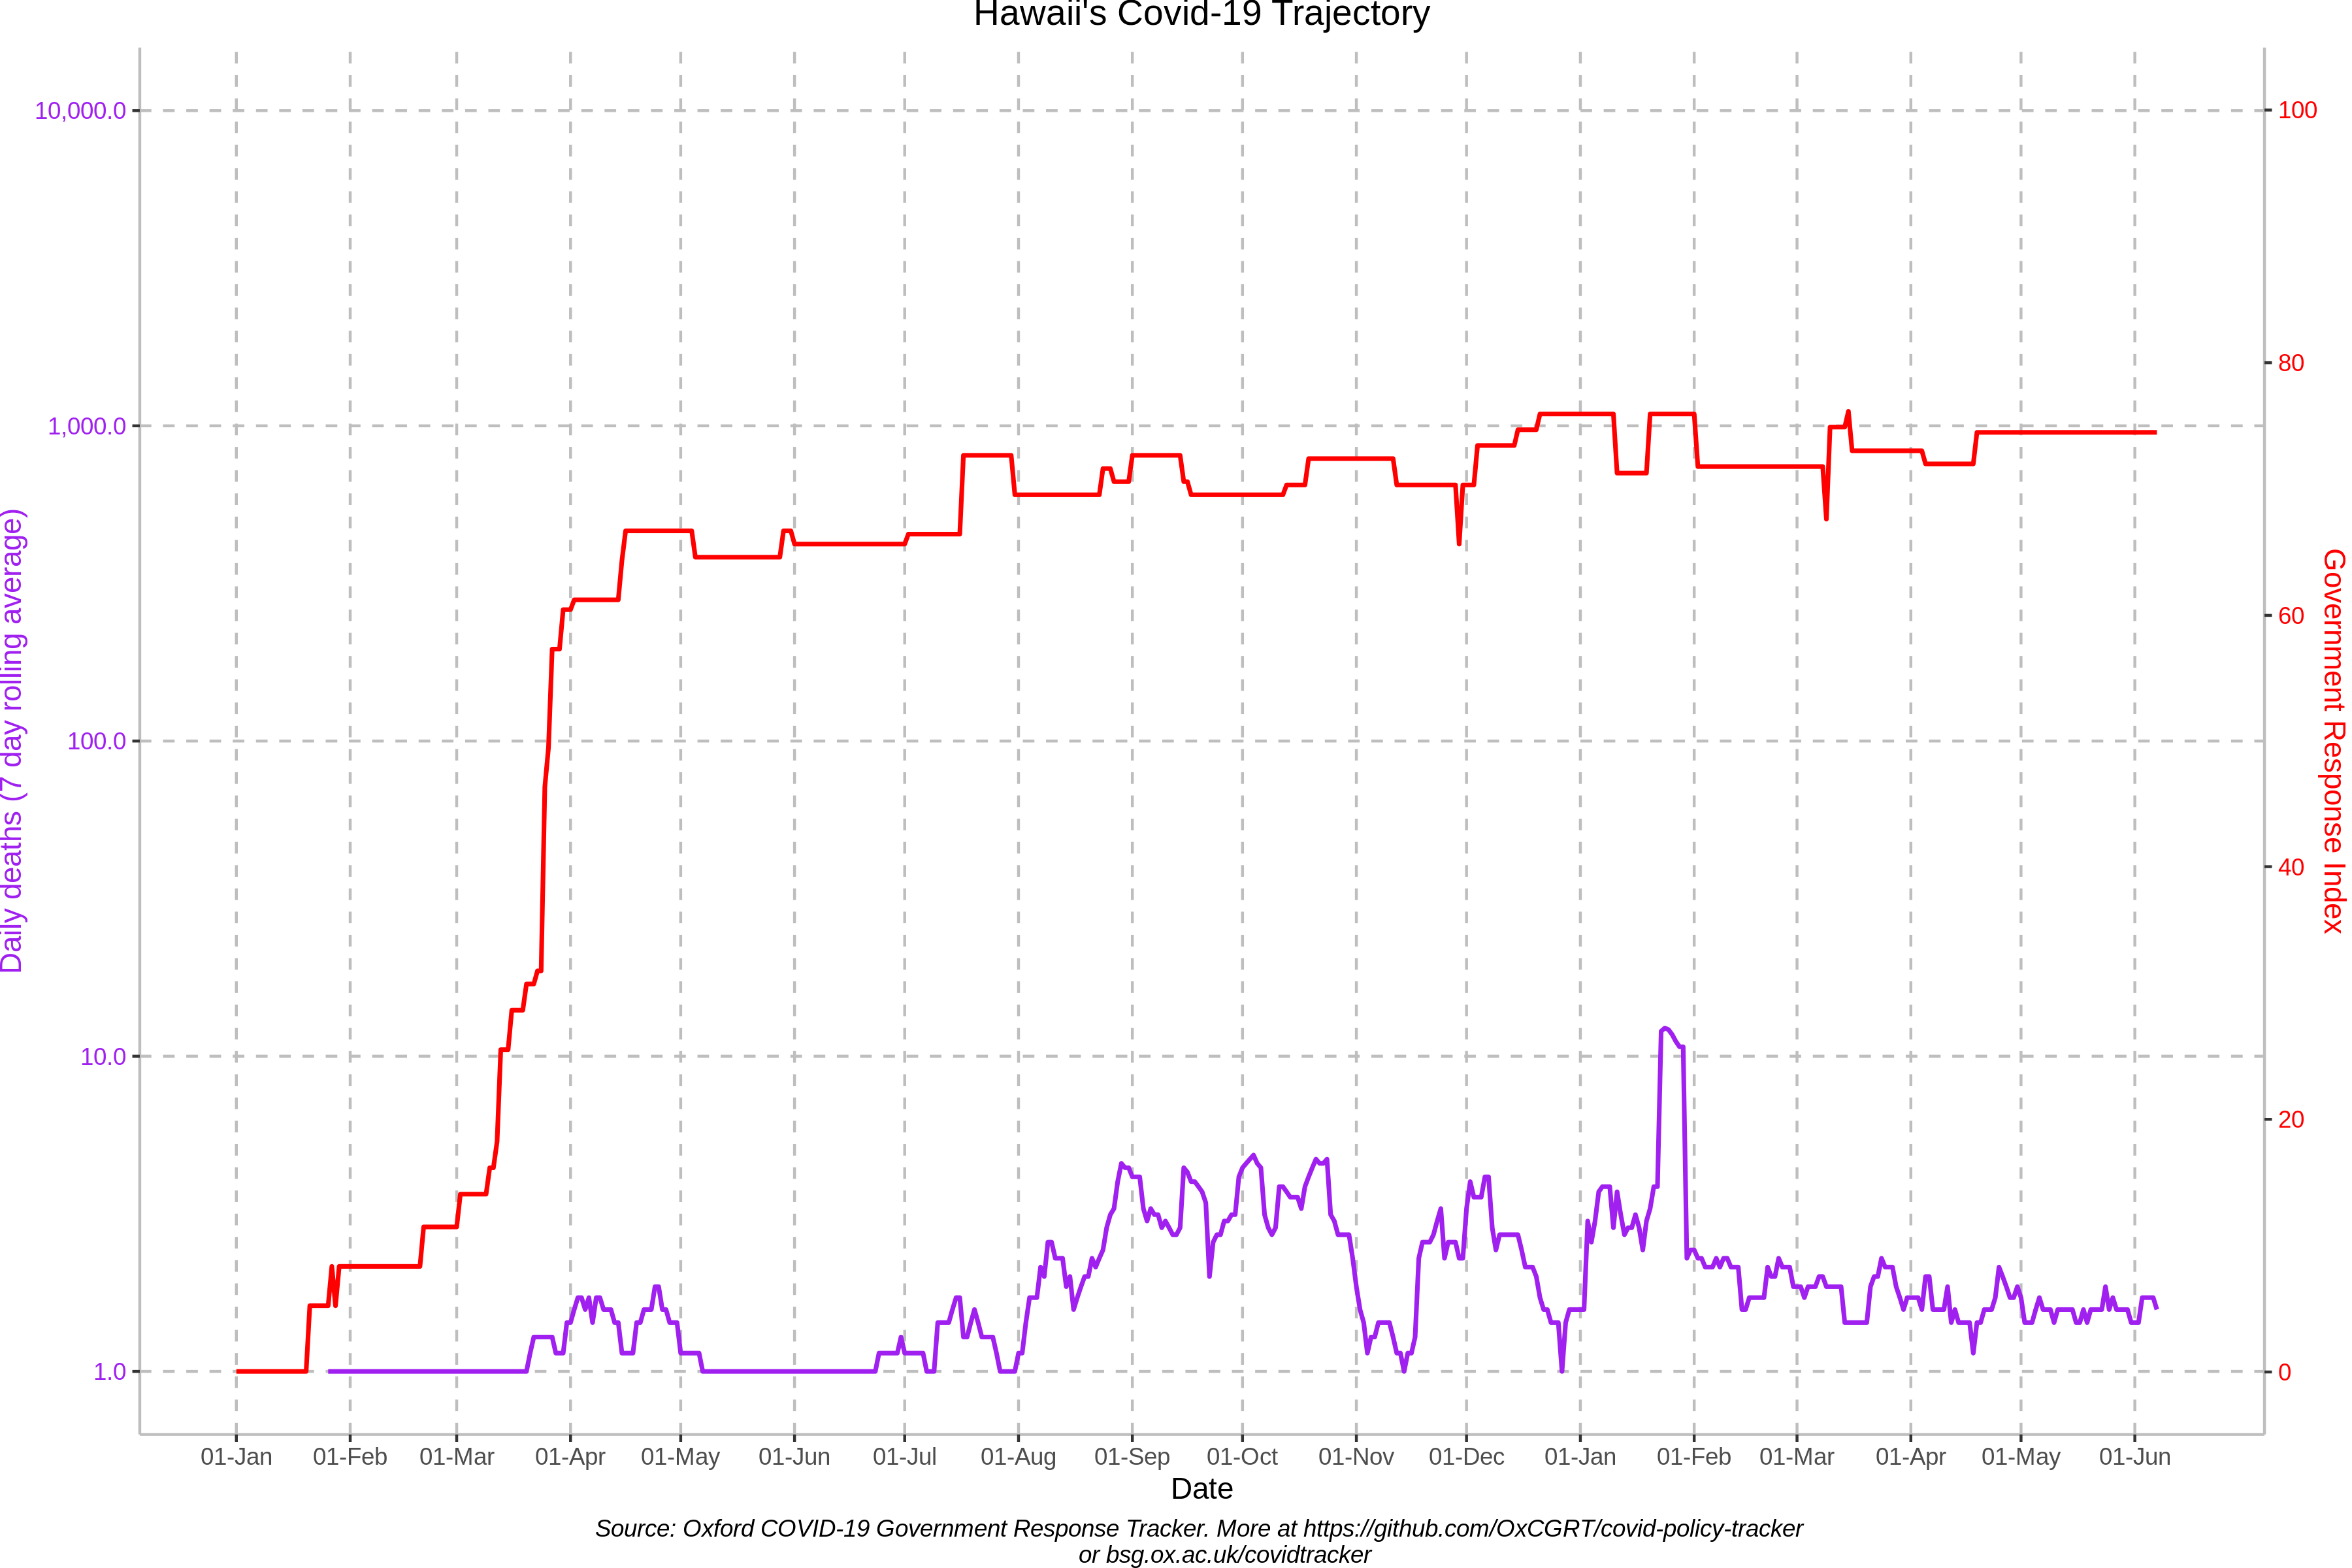 Hawaii's Covid-19 Trajectory
10,000.0
1,000.0
100.0
10.0
1.0
Daily deaths (7 day rolling average)
100
80
60
40
20
0
Government Response Index
01-Jan 01-Feb 01-Mar 01-Apr 01-May 01-Jun 01-Jul 01-Aug 01-Sep 01-Oct 01-Nov 01-Dec 01-Jan 01-Feb 01-Mar 01-Apr 01-May 01-Jun
Date
Source: Oxford COVID-19 Government Response Tracker. More at https://github.com/OxCGRT/covid-policy-tracker
or bsg.ox.ac.uk/covidtracker